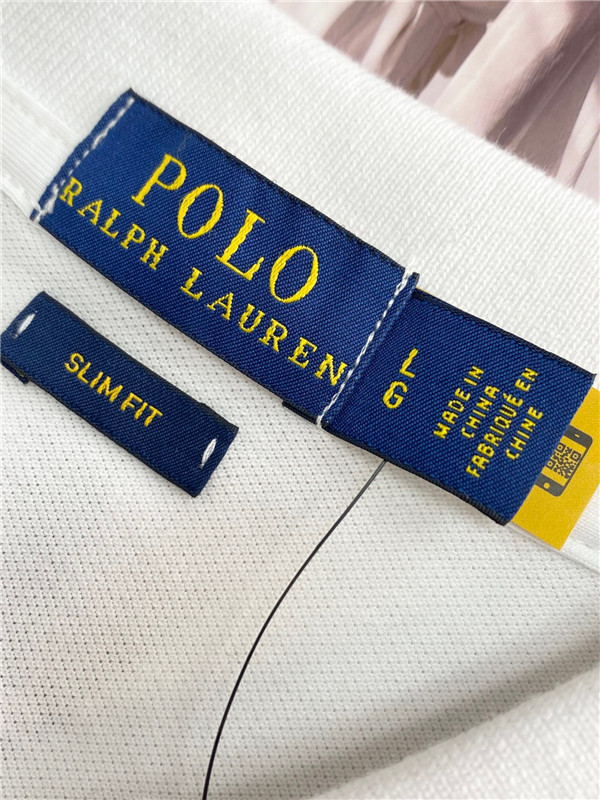 POLO
RALPH LAUREN
SLIM FIT
L
G
MADE IN
CHINA
FABRIQUÉ EN
CHINE